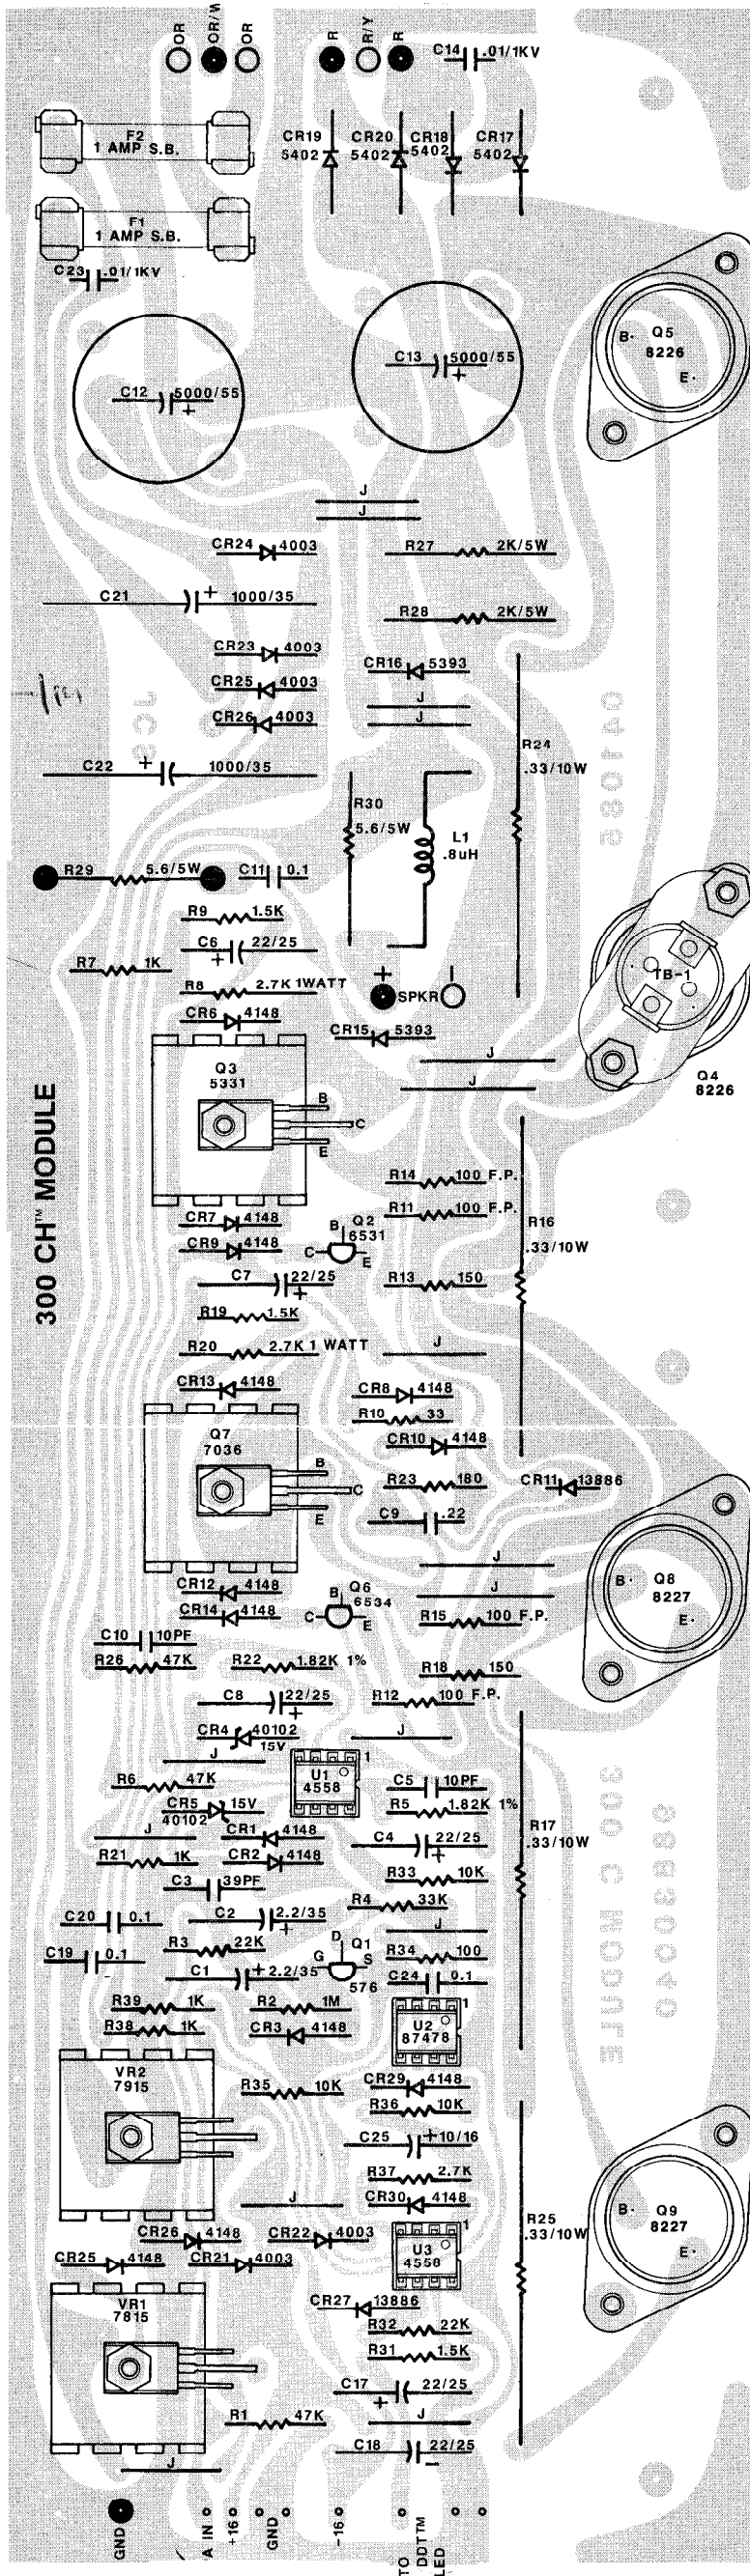 OR
OR/W
OR
R
R/Y
R
C14 .01/1KV
F2
1 AMP S.B.
CR19
5402
CR20
5402
CR18
5402
CR17
5402
F1
1 AMP S.B.
C23 .01/1KV
B. Q5
8226
E.
C12 5000/55
+
C13 5000/55
+
J
J
CR24 4003
R27 2K/5W
C21 + 1000/35
R28 2K/5W
CR23 4003
CR16 5393
CR25 4003
J
CR26 4003
J
R24
.33/10W
C22 + 1000/35
R30
5.6/5W
L1
.8uH
R29 5.6/5W
C11 0.1
R9 1.5K
C6 22/25
+
R7 1K
R8 2.7K 1WATT
+ SPKR -
TB-1
CR6 4148
CR15 5393
Q3
5331
B
C
E
J
J
Q4
8226
300 CH™ MODULE
R14 100 F.P.
R11 100 F.P.
CR7 4148
CR9 4148
B Q2
6531
C E
R16
.33/10W
C7 22/25
+
R13 150
R19 1.5K
R20 2.7K 1 WATT
J
CR13 4148
CR8 4148
R10 33
Q7
7036
B
C
E
CR10 4148
R23 180
CR11 13886
C9 .22
J
J
B. Q8
8227
E.
CR12 4148
CR14 4148
B Q6
6534
C E
R15 100 F.P.
C10 10PF
R26 47K
R22 1.82K 1%
R18 150
C8 22/25
+
R12 100 F.P.
CR4 40102
15V
J
J
U1
4558
1
R6 47K
C5 10PF
CR5 15V
40102
R5 1.82K 1%
R17
.33/10W
J
CR1 4148
C4 22/25
+
R21 1K
CR2 4148
R33 10K
C3 39PF
R4 33K
C20 0.1
C2 2.2/35
+
J
C19 0.1
R3 22K
D Q1
G S
576
R34 100
C1 + 2.2/35
C24 0.1
300 C MODULE
9883040
R39 1K
R2 1M
R38 1K
CR3 4148
U2
87478
1
VR2
7915
R35 10K
CR29 4148
R36 10K
C25 + 10/16
R37 2.7K
J
CR30 4148
R25
.33/10W
B. Q9
8227
E.
CR26 4148
CR22 4003
CR25 4148
CR21 4003
U3
4558
1
VR1
7815
CR27 13886
R32 22K
R31 1.5K
C17 22/25
+
R1 47K
J
C18 22/25
-
J
GND
A IN
+16
GND
-16
TO
DDT™
LED